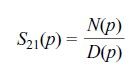 S₂₁(p) = N(p) / D(p)